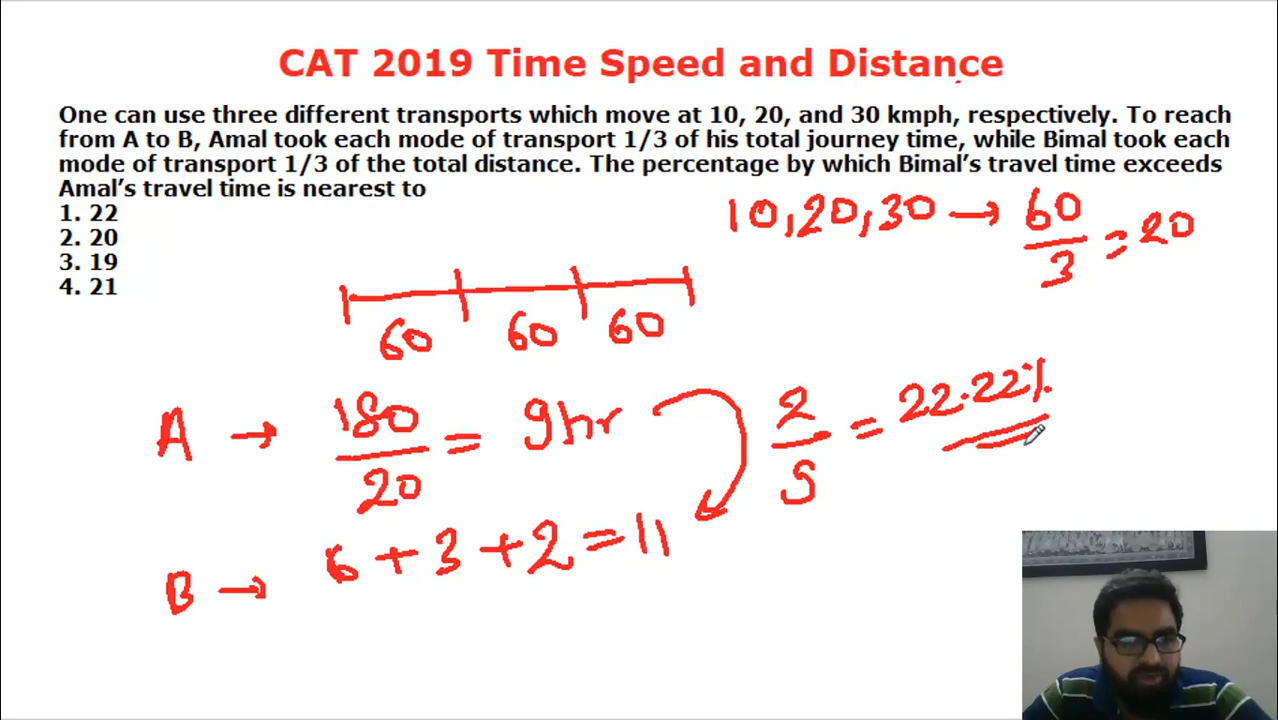 CAT 2019 Time Speed and Distance
One can use three different transports which move at 10, 20, and 30 kmph, respectively. To reach
from A to B, Amal took each mode of transport 1/3 of his total journey time, while Bimal took each
mode of transport 1/3 of the total distance. The percentage by which Bimal's travel time exceeds
Amal's travel time is nearest to
1. 22
2. 20
3. 19
4. 21
10, 20, 30 → 60/3 = 20
60 60 60
A → 180/20 = 9hr
2/9 = 22.22%
B → 6 + 3 + 2 = 11